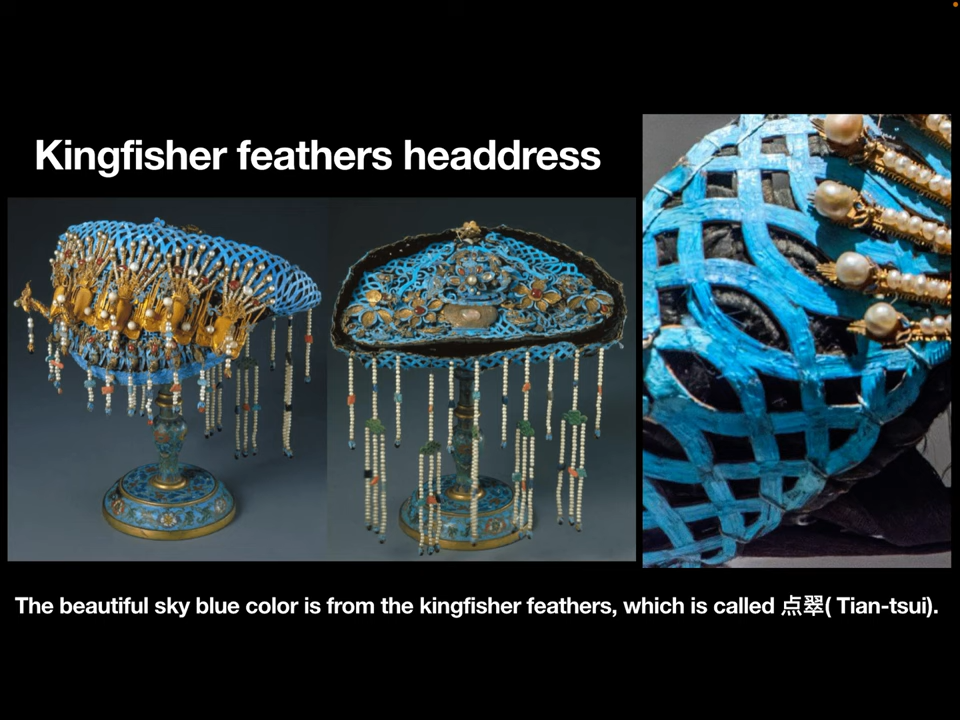 Kingfisher feathers headdress
The beautiful sky blue color is from the kingfisher feathers, which is called 点翠( Tian-tsui).